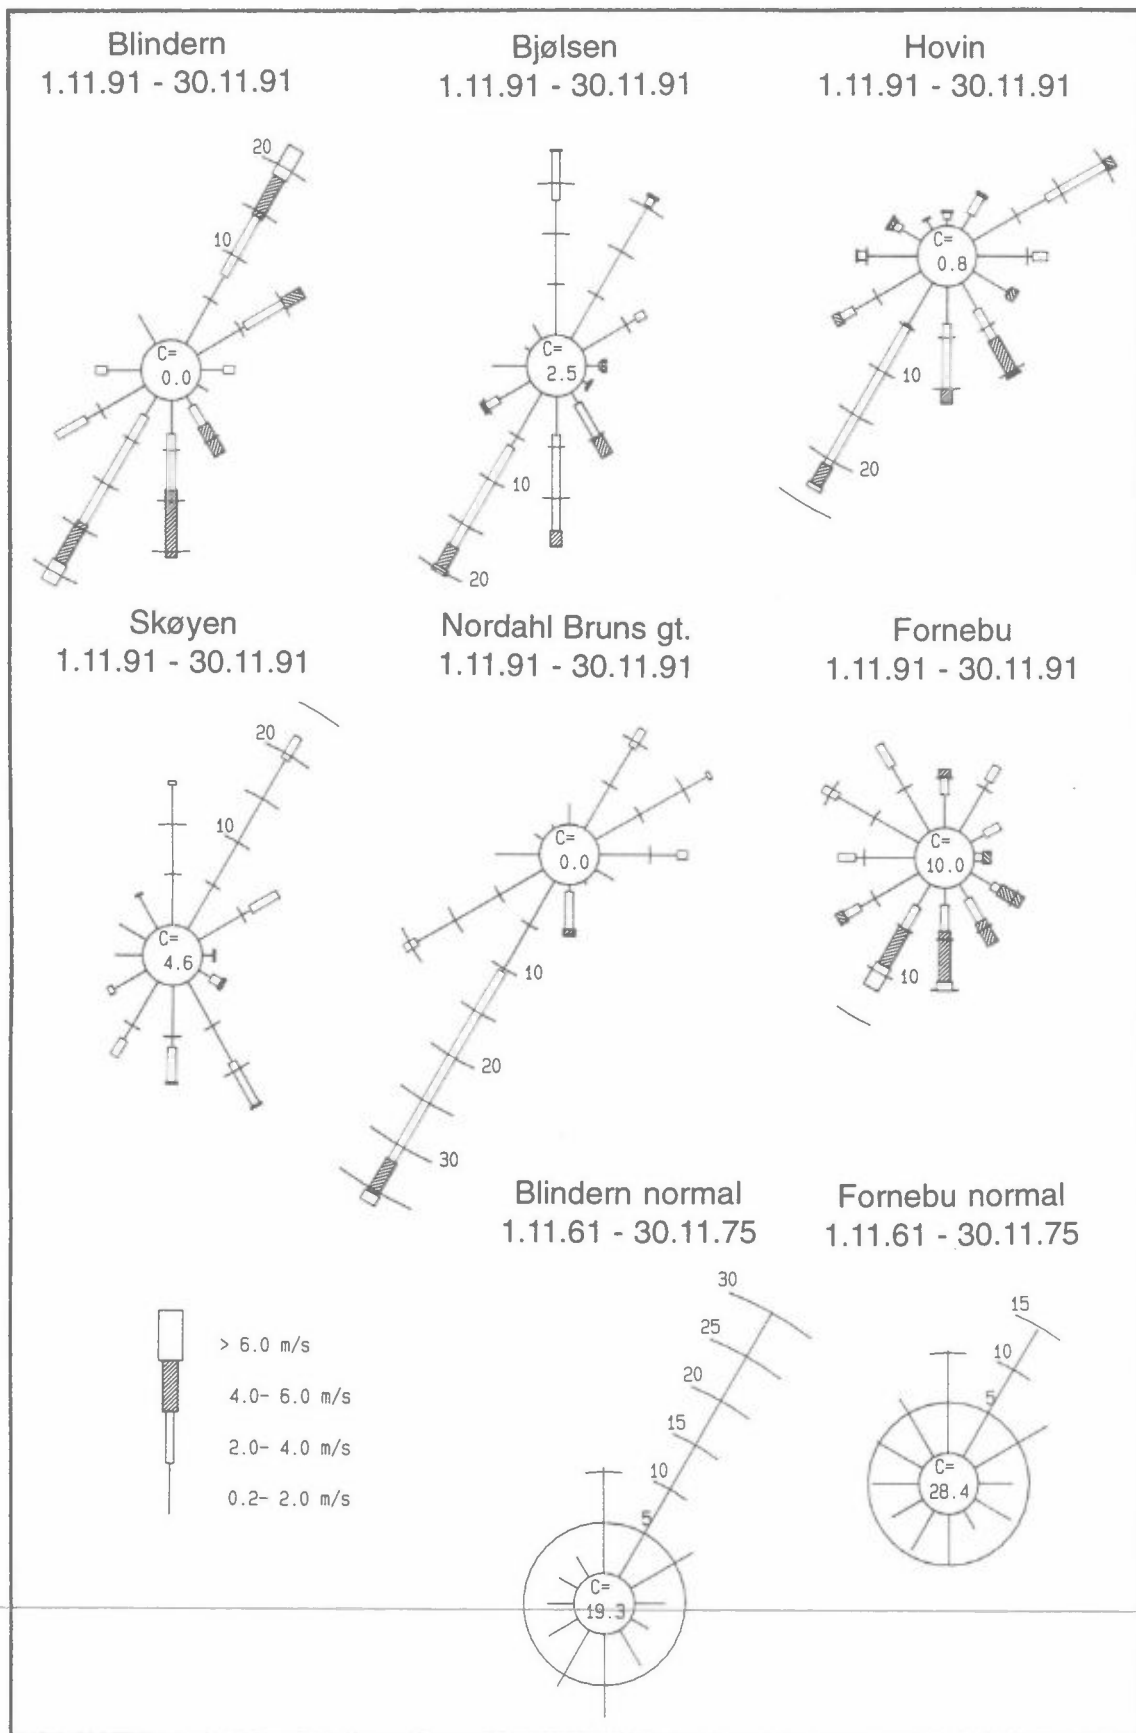 Blindern
1.11.91 - 30.11.91
20
10
C=
0.0
Bjølsen
1.11.91 - 30.11.91
C=
2.5
10
20
Hovin
1.11.91 - 30.11.91
C=
0.8
10
20
Skøyen
1.11.91 - 30.11.91
20
10
C=
4.6
Nordahl Bruns gt.
1.11.91 - 30.11.91
C=
0.0
10
20
30
Fornebu
1.11.91 - 30.11.91
C=
10.0
10
Blindern normal
1.11.61 - 30.11.75
30
25
20
15
10
5
C=
19.3
Fornebu normal
1.11.61 - 30.11.75
15
10
5
C=
28.4
> 6.0 m/s
4.0- 6.0 m/s
2.0- 4.0 m/s
0.2- 2.0 m/s